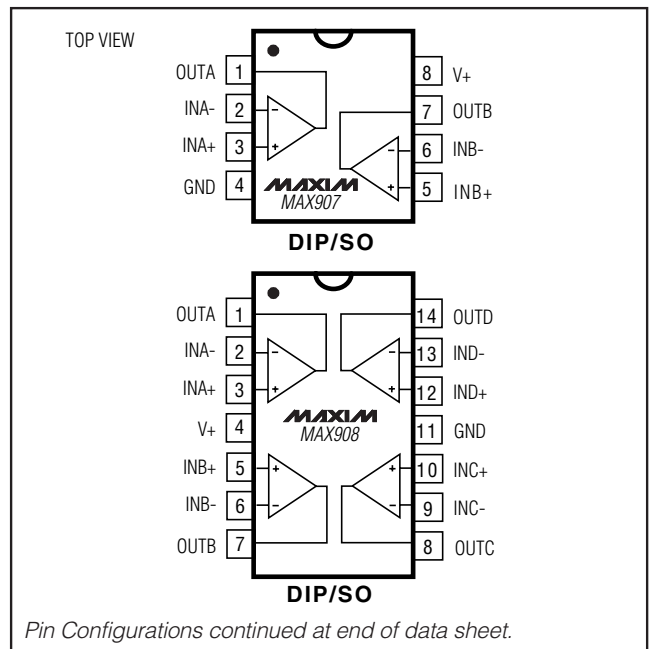 TOP VIEW
OUTA 1
INA- 2
INA+ 3
GND 4
8 V+
7 OUTB
6 INB-
5 INB+
- + - +
MAXIM
MAX907
DIP/SO
OUTA 1
INA- 2
INA+ 3
V+ 4
INB+ 5
INB- 6
OUTB 7
14 OUTD
13 IND-
12 IND+
11 GND
10 INC+
9 INC-
8 OUTC
- + - +
+ - + -
MAXIM
MAX908
DIP/SO
Pin Configurations continued at end of data sheet.